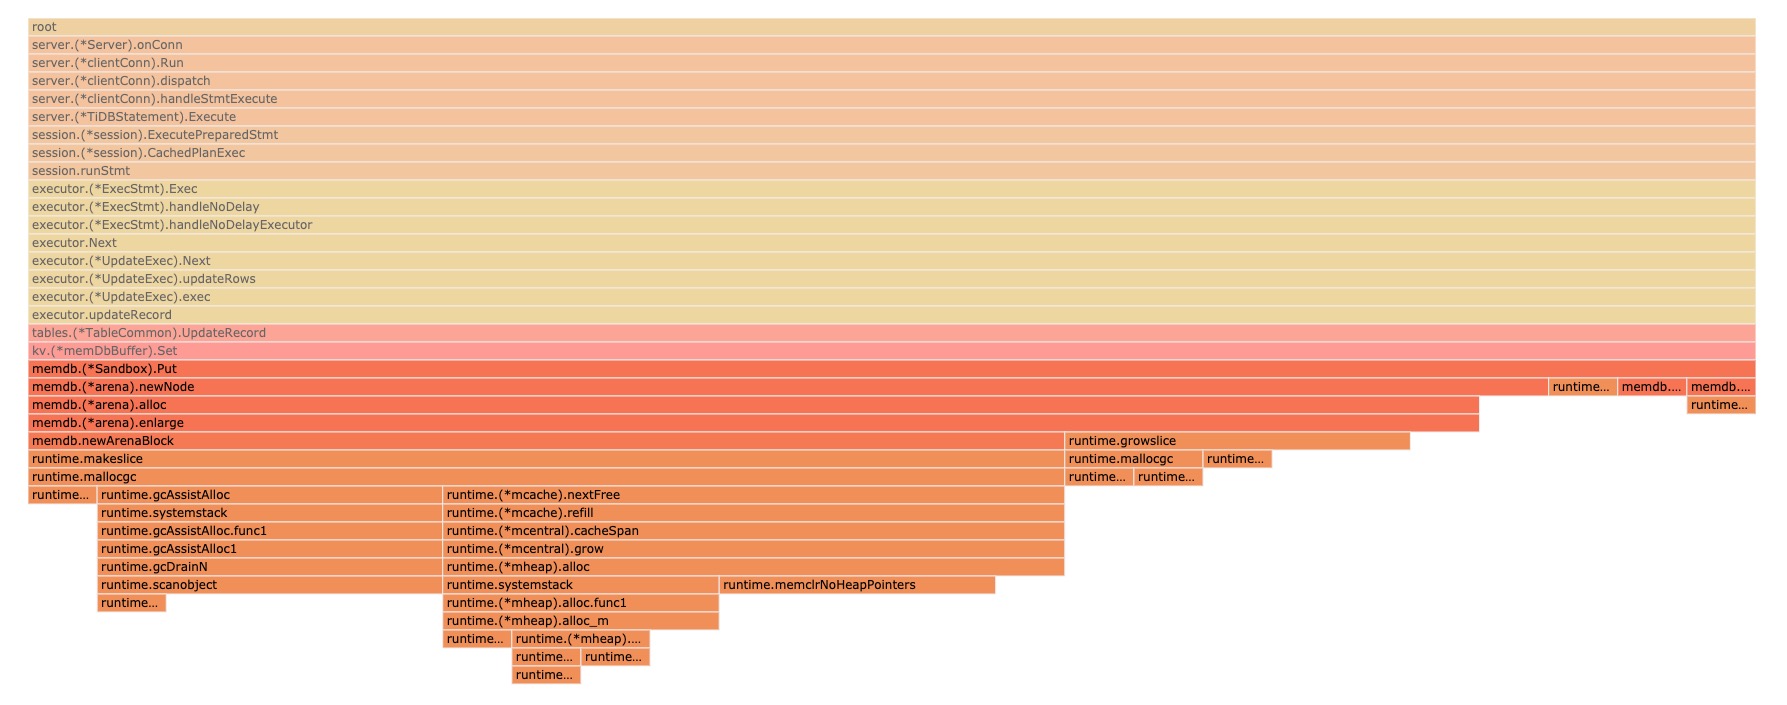 root
server.(*Server).onConn
server.(*clientConn).Run
server.(*clientConn).dispatch
server.(*clientConn).handleStmtExecute
server.(*TiDBStatement).Execute
session.(*session).ExecutePreparedStmt
session.(*session).CachedPlanExec
session.runStmt
executor.(*ExecStmt).Exec
executor.(*ExecStmt).handleNoDelay
executor.(*ExecStmt).handleNoDelayExecutor
executor.Next
executor.(*UpdateExec).Next
executor.(*UpdateExec).updateRows
executor.(*UpdateExec).exec
executor.updateRecord
tables.(*TableCommon).UpdateRecord
kv.(*memDbBuffer).Set
memdb.(*Sandbox).Put
memdb.(*arena).newNode runtime... memdb.... memdb....
memdb.(*arena).alloc runtime...
memdb.(*arena).enlarge
memdb.newArenaBlock runtime.growslice
runtime.makeslice runtime.mallocgc runtime...
runtime.mallocgc runtime... runtime...
runtime... runtime.gcAssistAlloc runtime.(*mcache).nextFree
runtime.systemstack runtime.(*mcache).refill
runtime.gcAssistAlloc.func1 runtime.(*mcentral).cacheSpan
runtime.gcAssistAlloc1 runtime.(*mcentral).grow
runtime.gcDrainN runtime.(*mheap).alloc
runtime.scanobject runtime.systemstack runtime.memclrNoHeapPointers
runtime... runtime.(*mheap).alloc.func1
runtime.(*mheap).alloc_m
runtime... runtime.(*mheap)....
runtime... runtime...
runtime...